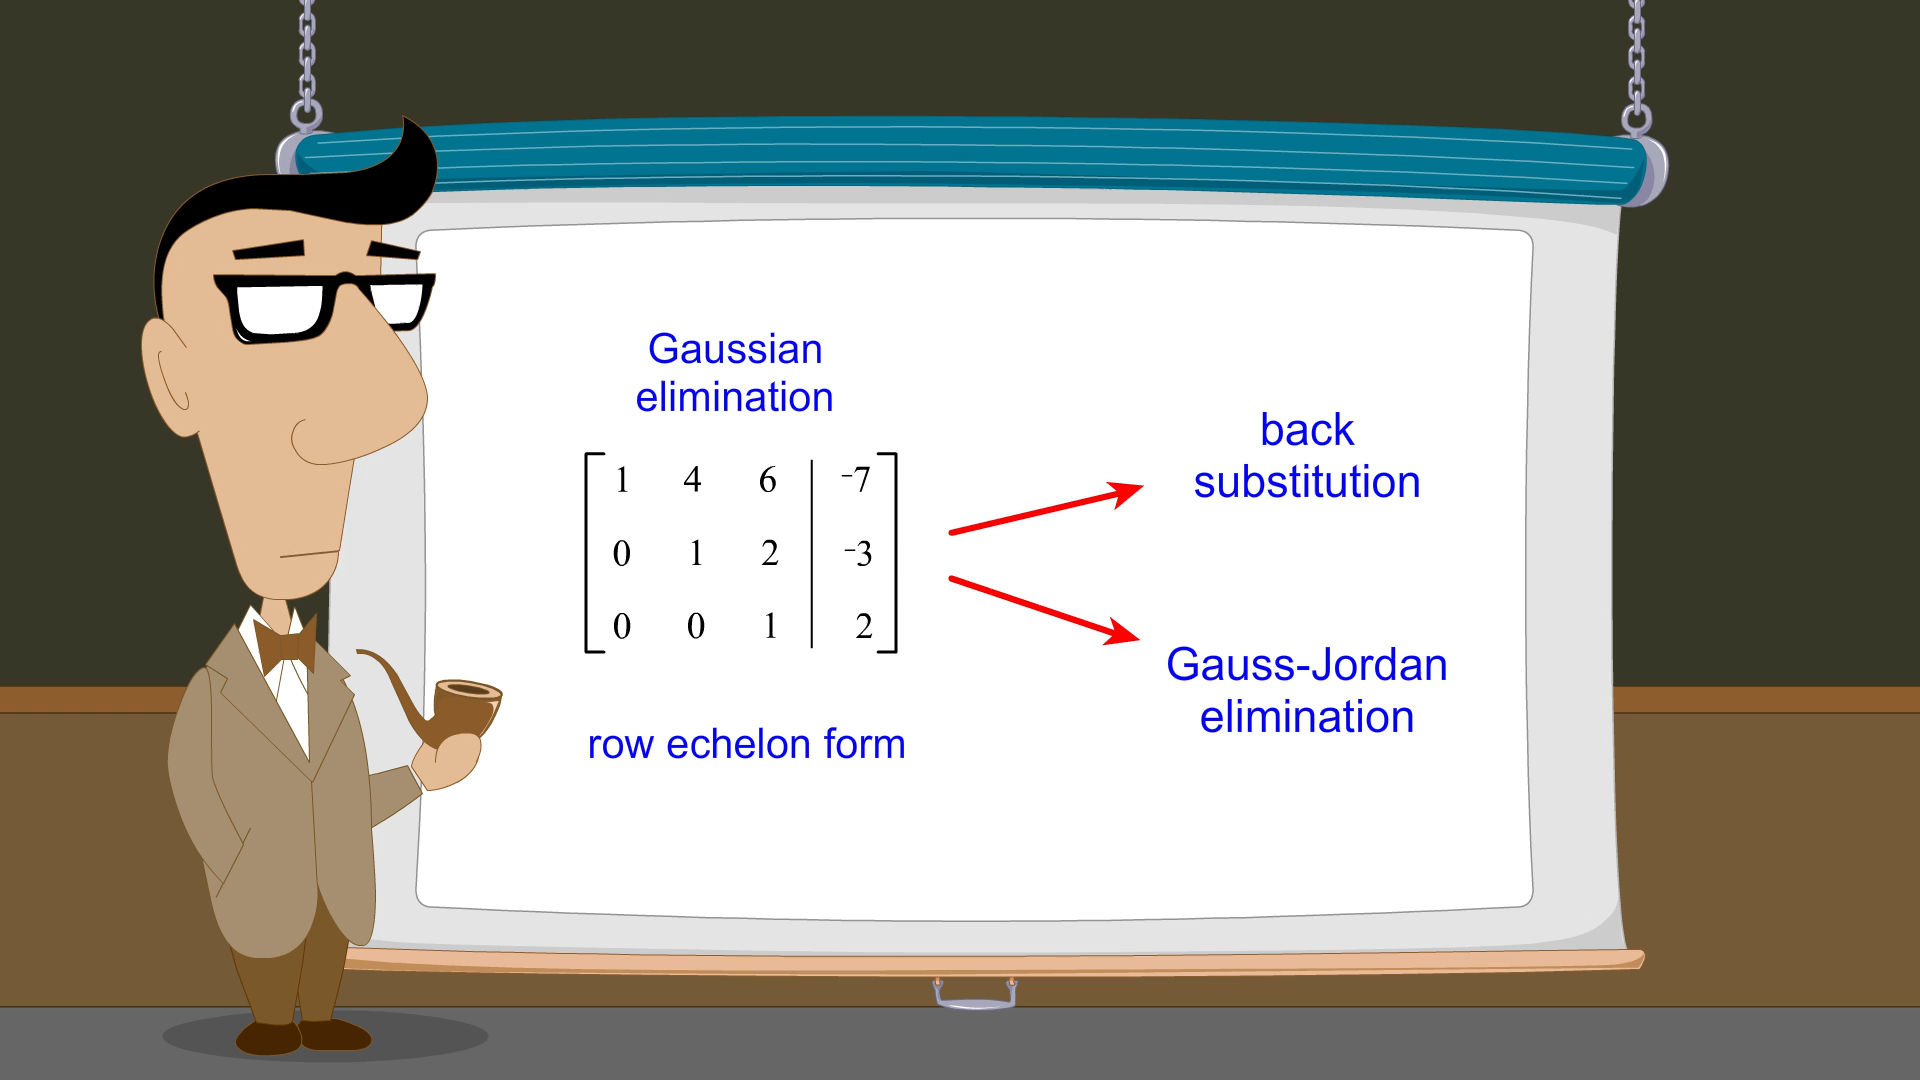 Gaussian
elimination
1 4 6 | ⁻7
0 1 2 | ⁻3
0 0 1 | 2
row echelon form
back
substitution
Gauss-Jordan
elimination